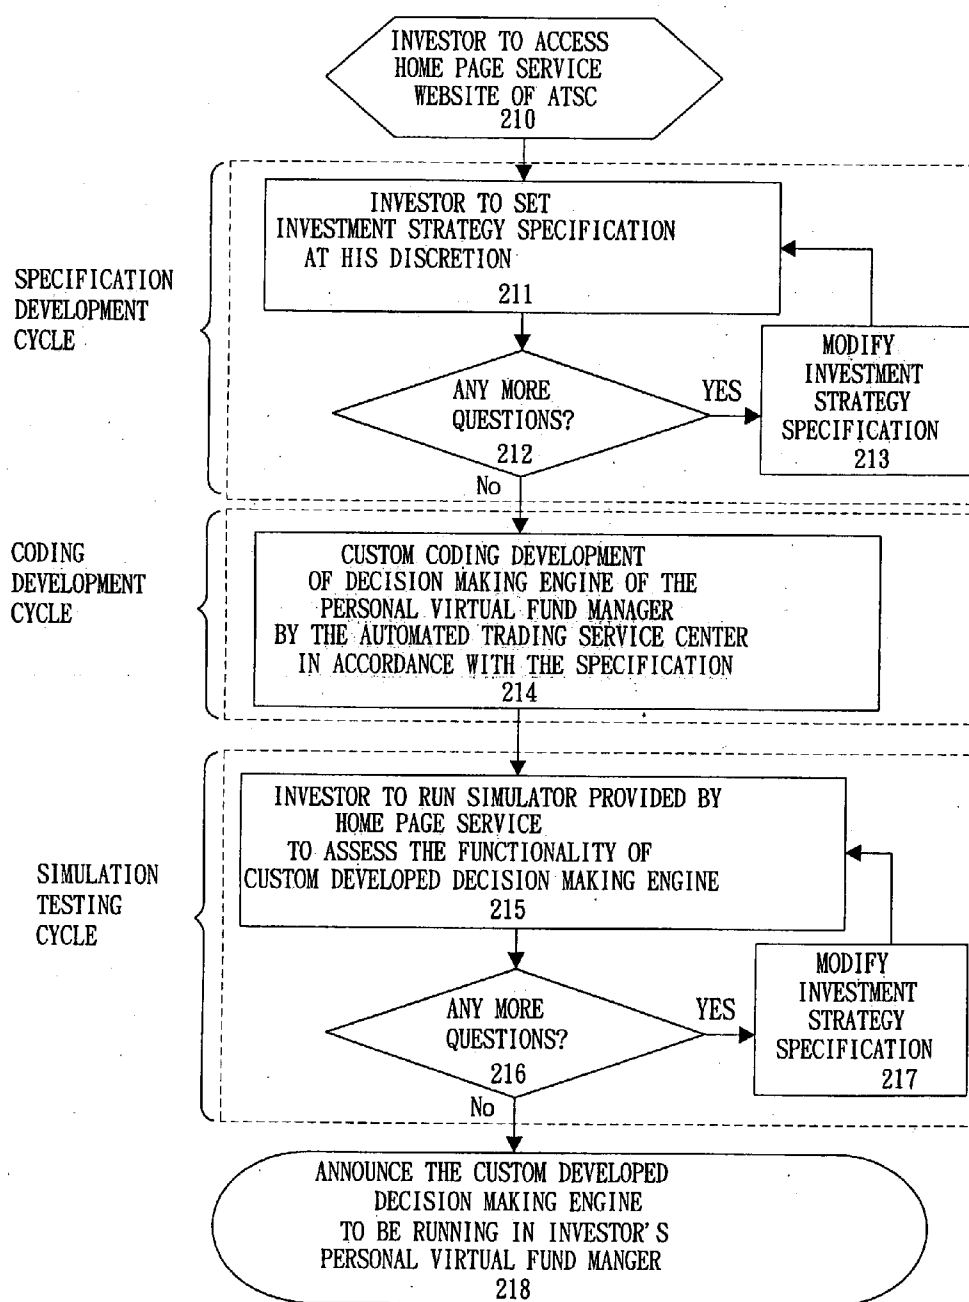 INVESTOR TO ACCESS
HOME PAGE SERVICE
WEBSITE OF ATSC
210
INVESTOR TO SET
INVESTMENT STRATEGY SPECIFICATION
AT HIS DISCRETION
211
SPECIFICATION
DEVELOPMENT
CYCLE
ANY MORE
QUESTIONS?
212
YES
MODIFY
INVESTMENT
STRATEGY
SPECIFICATION
213
No
CODING
DEVELOPMENT
CYCLE
CUSTOM CODING DEVELOPMENT
OF DECISION MAKING ENGINE OF THE
PERSONAL VIRTUAL FUND MANAGER
BY THE AUTOMATED TRADING SERVICE CENTER
IN ACCORDANCE WITH THE SPECIFICATION
214
INVESTOR TO RUN SIMULATOR PROVIDED BY
HOME PAGE SERVICE
TO ASSESS THE FUNCTIONALITY OF
CUSTOM DEVELOPED DECISION MAKING ENGINE
215
SIMULATION
TESTING
CYCLE
ANY MORE
QUESTIONS?
216
YES
MODIFY
INVESTMENT
STRATEGY
SPECIFICATION
217
No
ANNOUNCE THE CUSTOM DEVELOPED
DECISION MAKING ENGINE
TO BE RUNNING IN INVESTOR'S
PERSONAL VIRTUAL FUND MANGER
218